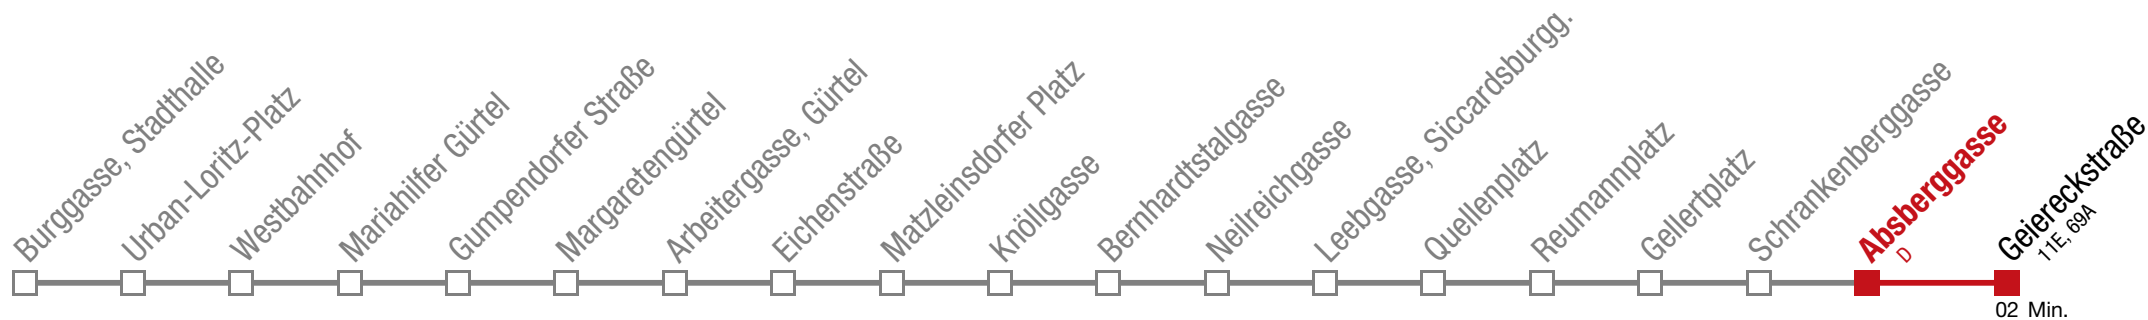 Burggasse, Stadthalle
Urban-Loritz-Platz
Westbahnhof
Mariahilfer Gürtel
Gumpendorfer Straße
Margaretengürtel
Arbeitergasse, Gürtel
Eichenstraße
Matzleinsdorfer Platz
Knöllgasse
Bernhardtstalgasse
Neilreichgasse
Leebgasse, Siccardsburgg.
Quellenplatz
Reumannplatz
Gellertplatz
Schrankenberggasse
Absberggasse
D
Geiereckstraße
11E, 69A
02 Min.